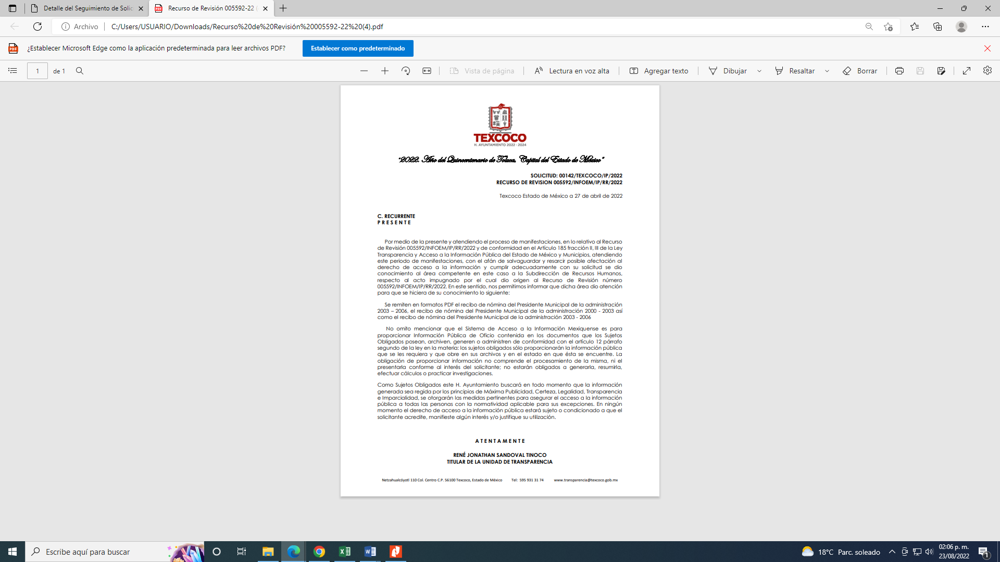 Detalle del Seguimiento de Solic
Recurso de Revisión 005592-22 (
Archivo
C:/Users/USUARIO/Downloads/Recurso%20de%20Revisión%20005592-22%20(4).pdf
¿Establecer Microsoft Edge como la aplicación predeterminada para leer archivos PDF?
Establecer como predeterminado
1
de 1
Vista de página
Lectura en voz alta
Agregar texto
Dibujar
Resaltar
Borrar
TEXCOCO
H. AYUNTAMIENTO 2022 - 2024
"2022. Año del Quincentenario de Toluca, Capital del Estado de México"
SOLICITUD: 00142/TEXCOCO/IP/2022
RECURSO DE REVISION 005592/INFOEM/IP/RR/2022
Texcoco Estado de México a 27 de abril de 2022
C. RECURRENTE
P R E S E N T E
Por medio de la presente y atendiendo el proceso de manifestaciones, en lo relativo al Recurso
de Revisión 005592/INFOEM/IP/RR/2022 y de conformidad en el Artículo 185 fracción II, III de la Ley
Transparencia y Acceso a la Información Pública del Estado de México y Municipios, atendiendo
este periodo de manifestaciones, con el afán de salvaguardar y resarcir posible afectación al
derecho de acceso a la información y cumplir adecuadamente con su solicitud se dio
conocimiento al área competente en este caso a la Subdirección de Recursos Humanos,
respecto al acto impugnado por el cual dio origen al Recurso de Revisión número
005592/INFOEM/IP/RR/2022. En este sentido, nos permitimos informar que dicha área dio atención
para que se hiciera de su conocimiento lo siguiente:
Se remiten en formatos PDF el recibo de nómina del Presidente Municipal de la administración
2003 – 2006, el recibo de nómina del Presidente Municipal de la administración 2000 - 2003 así
como el recibo de nómina del Presidente Municipal de la administración 2003 - 2006
No omito mencionar que el Sistema de Acceso a la Información Mexiquense es para
proporcionar Información Pública de Oficio contenida en los documentos que los Sujetos
Obligados posean, archiven, generen o administren de conformidad con el artículo 12 párrafo
segundo de la ley en la materia: los sujetos obligados sólo proporcionarán la información pública
que se les requiera y que obre en sus archivos y en el estado en que ésta se encuentre. La
obligación de proporcionar información no comprende el procesamiento de la misma, ni el
presentarla conforme al interés del solicitante; no estarán obligados a generarla, resumirla,
efectuar cálculos o practicar investigaciones.
Como Sujetos Obligados este H. Ayuntamiento buscará en todo momento que la información
generada sea regida por los principios de Máxima Publicidad, Certeza, Legalidad, Transparencia
e Imparcialidad, se otorgarán las medidas pertinentes para asegurar el acceso a la información
pública a todas las personas con la normatividad aplicable para sus excepciones. En ningún
momento el derecho de acceso a la información pública estará sujeto o condicionado a que el
solicitante acredite, manifieste algún interés y/o justifique su utilización.
A T E N T A M E N T E
RENÉ JONATHAN SANDOVAL TINOCO
TITULAR DE LA UNIDAD DE TRANSPARENCIA
Netzahualcóyotl 110 Col. Centro C.P. 56100 Texcoco, Estado de México Tel: 595 931 31 74 www.transparencia@texcoco.gob.mx
Escribe aquí para buscar
18°C Parc. soleado
02:06 p. m.
23/08/2022
1